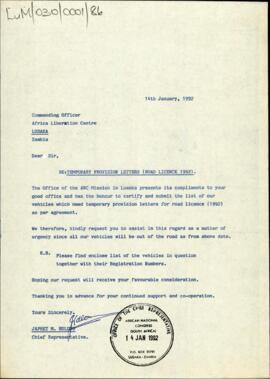 LUM/030/0001/86
14th January, 1992
Commanding Officer
Africa Liberation Centre
LUSAKA
Zambia
Dear Sir,
RE: TEMPORARY PROVISION LETTERS (ROAD LICENCE 1992).
The Office of the ANC Mission in Lusaka presents its compliments to your
good office and has the honour to certify and submit the list of our
vehicles which need temporary provision letters for road licence (1992)
as per agreement.
We therefore, kindly request you to assist in this regard as a matter of
urgency since all our vehicles will be out of the road as from above date.
N.B. Please find enclose list of the vehicles in question
together with their Registration Numbers.
Hoping our request will receive your favourable consideration.
Thanking you in advance for your continued support and co-operation.
Yours Sincerely,
JAPHET M.
Chief Representative.
OFFICE OF THE CHIEF REPRESENTATIVE
AFRICAN NATIONAL
CONGRESS
(SOUTH AFRICA)
14 JAN 1992
P.O. BOX 31791
LUSAKA - ZAMBIA